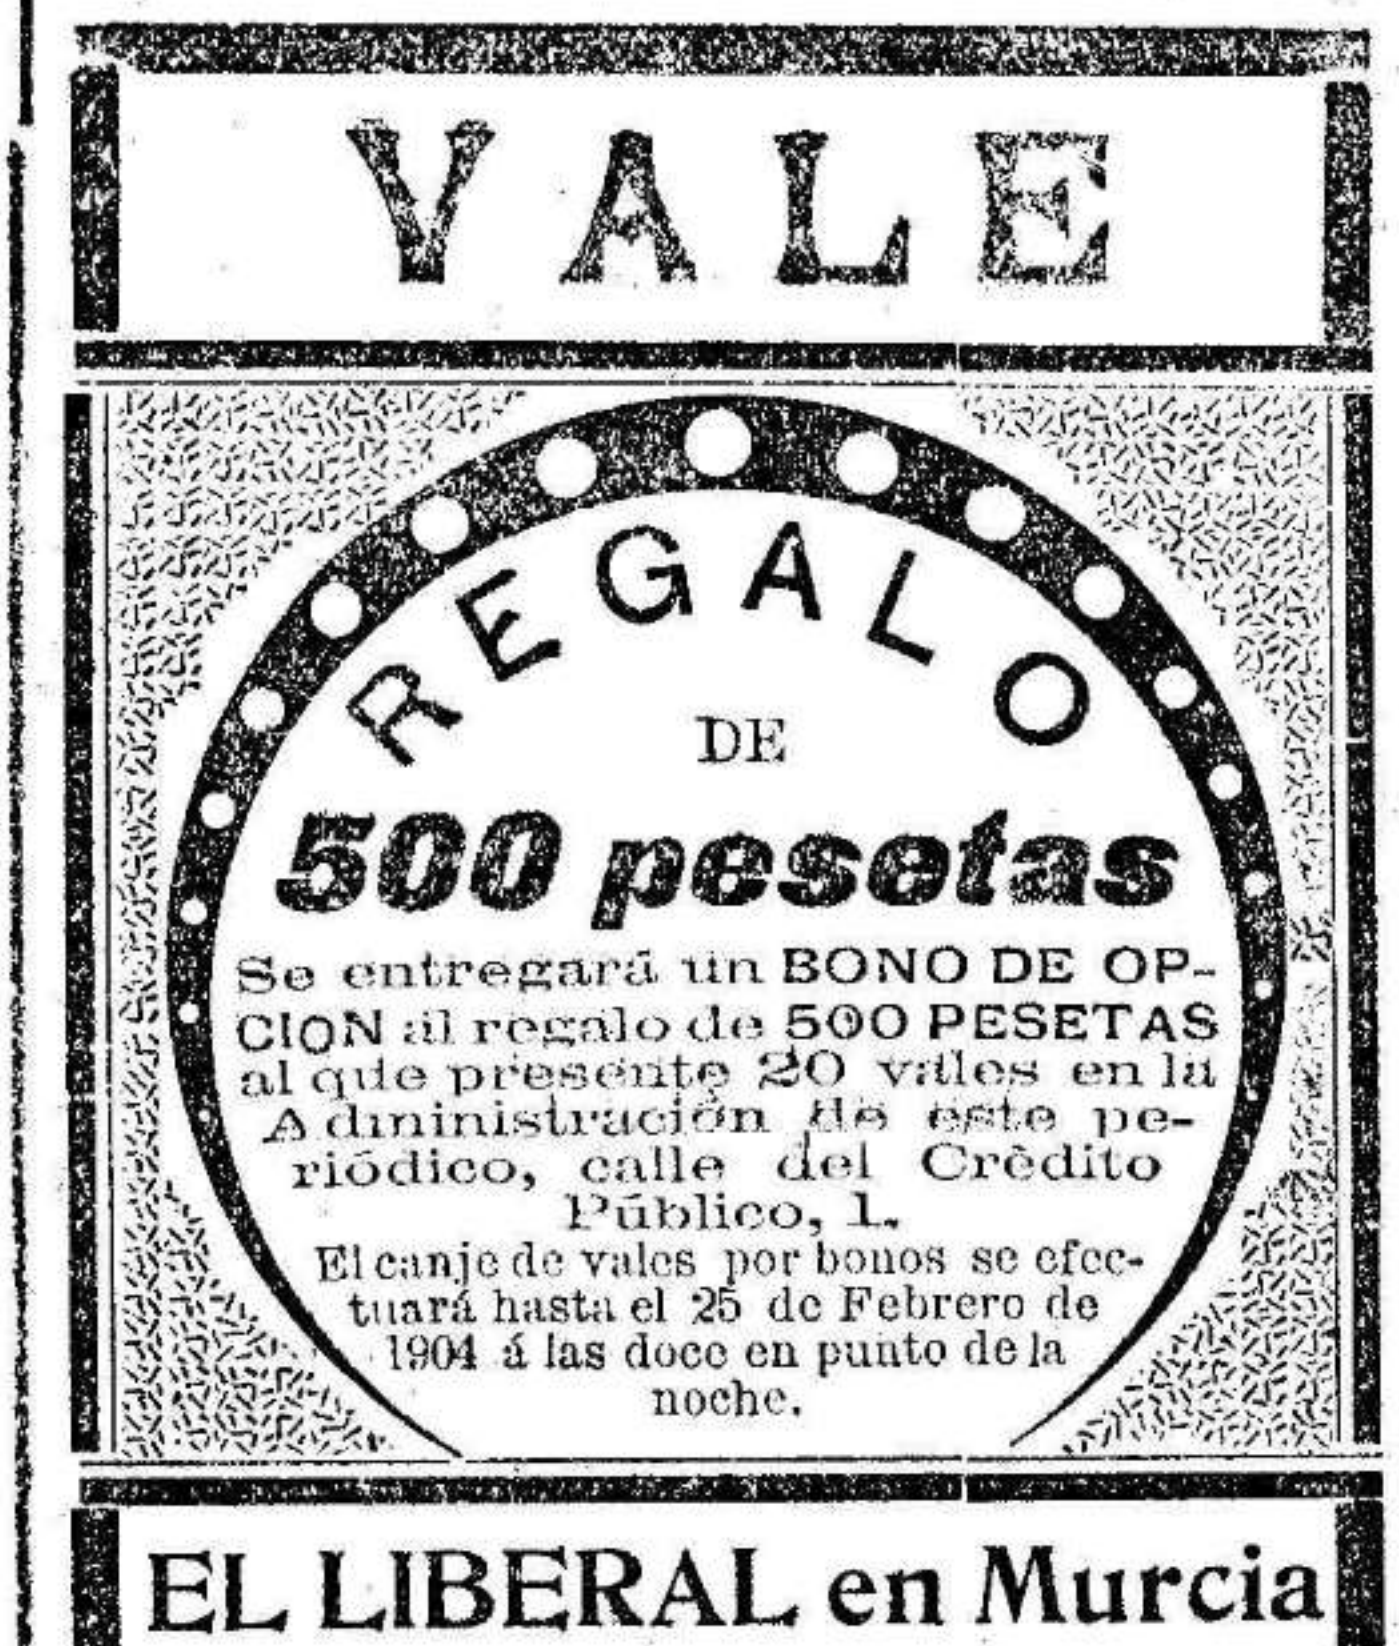 VALE
REGALO
DE
500 pesetas
Se entregará un BONO DE OP-
CION al regalo de 500 PESETAS
al que presente 20 vales en la
Administración de este pe-
riódico, calle del Crèdito
Público, 1.
El canje de vales por bonos se efec-
tuará hasta el 25 de Febrero de
1904 á las doce en punto de la
noche.
EL LIBERAL en Murcia